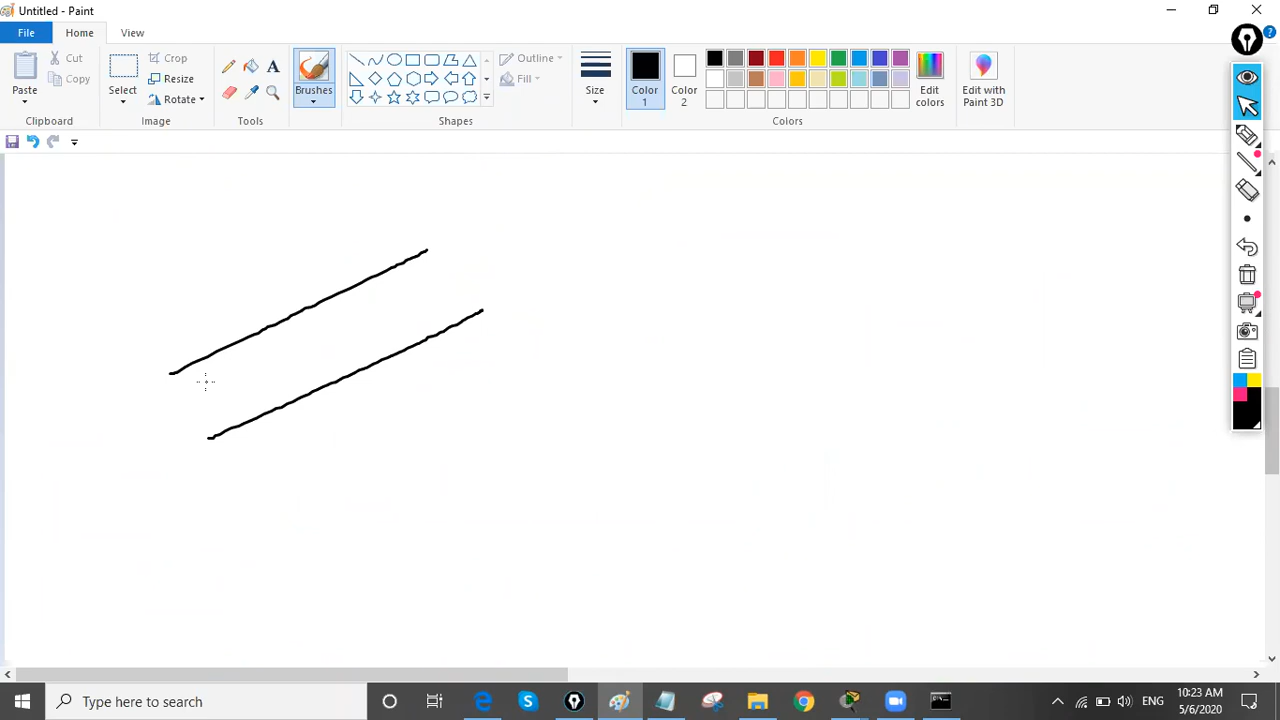 Untitled - Paint
File Home View
Paste
Cut
Copy
Clipboard
Select
Crop
Resize
Rotate
Image
A
Tools
Brushes
Shapes
Outline
Fill
Size
Color 1
Color 2
Edit colors
Colors
Edit with Paint 3D
?
Type here to search
ENG
10:23 AM
5/6/2020